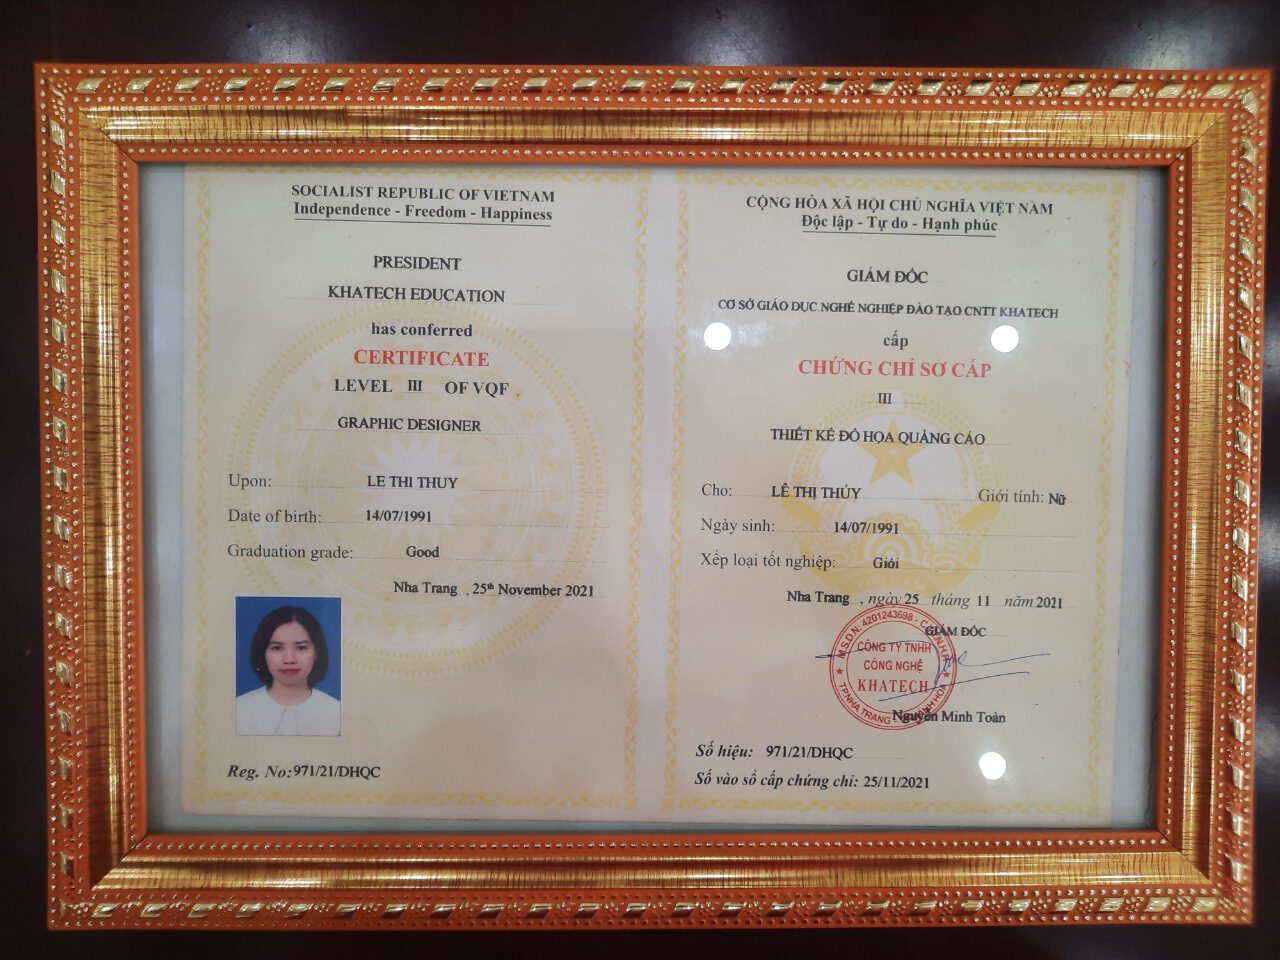 SOCIALIST REPUBLIC OF VIETNAM
Independence - Freedom - Happiness
PRESIDENT
KHATECH EDUCATION
has conferred
CERTIFICATE
LEVEL III OF VQF
GRAPHIC DESIGNER
Upon: LE THI THUY
Date of birth: 14/07/1991
Graduation grade: Good
Nha Trang , 25th November 2021
Reg. No:971/21/DHQC
CỘNG HÒA XÃ HỘI CHỦ NGHĨA VIỆT NAM
Độc lập - Tự do - Hạnh phúc
GIÁM ĐỐC
CƠ SỞ GIÁO DỤC NGHỀ NGHIỆP ĐÀO TẠO CNTT KHATECH
cấp
CHỨNG CHỈ SƠ CẤP
III
THIẾT KẾ ĐỒ HỌA QUẢNG CÁO
Cho: LÊ THỊ THÚY Giới tính: Nữ
Ngày sinh: 14/07/1991
Xếp loại tốt nghiệp: Giỏi
Nha Trang , ngày 25 tháng 11 năm 2021
GIÁM ĐỐC
M.S.D.N: 4201243698 - C.T.T.N.H.H
CÔNG TY TNHH
CÔNG NGHỆ
KHATECH
TP.NHA TRANG - KHÁNH HÒA
Nguyễn Minh Toàn
Số hiệu: 971/21/DHQC
Số vào sổ cấp chứng chỉ: 25/11/2021